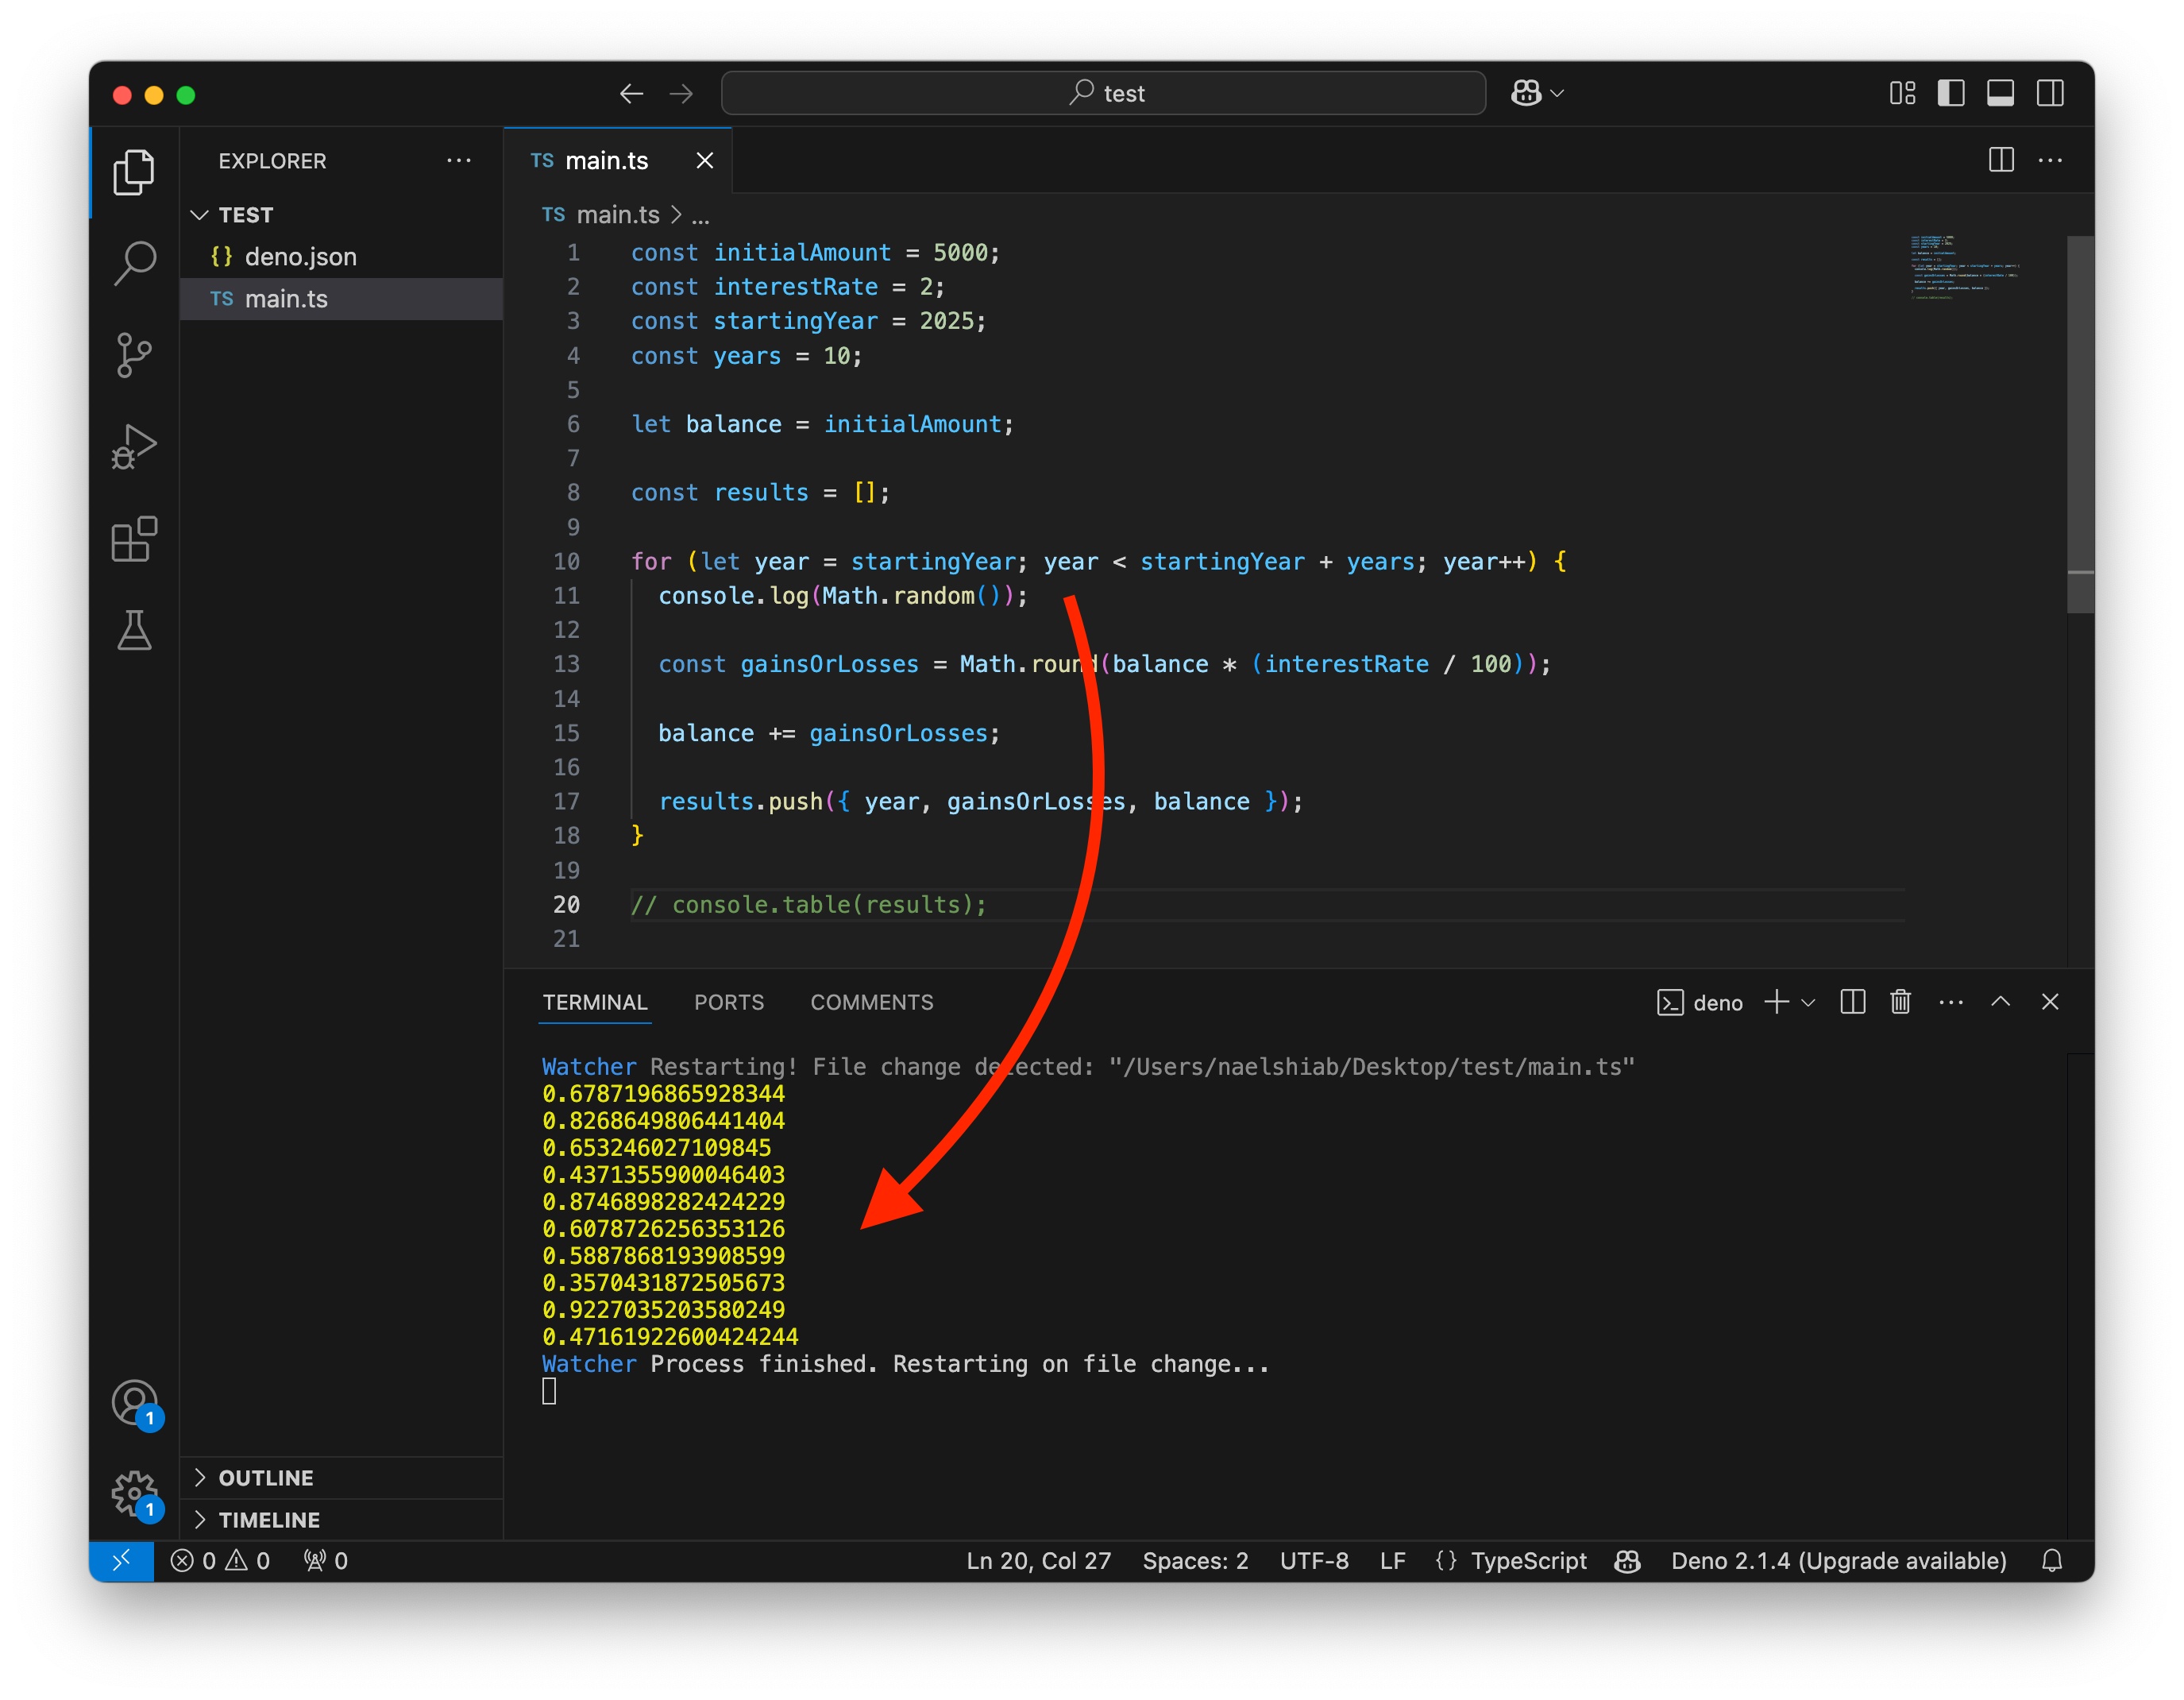 test
EXPLORER
TEST
{} deno.json
TS main.ts
OUTLINE
TIMELINE
TS main.ts
TS main.ts > ...
1 const initialAmount = 5000;
2 const interestRate = 2;
3 const startingYear = 2025;
4 const years = 10;
5
6 let balance = initialAmount;
7
8 const results = [];
9
10 for (let year = startingYear; year < startingYear + years; year++) {
11 console.log(Math.random());
12
13 const gainsOrLosses = Math.round(balance * (interestRate / 100));
14
15 balance += gainsOrLosses;
16
17 results.push({ year, gainsOrLosses, balance });
18 }
19
20 // console.table(results);
21
TERMINAL PORTS COMMENTS deno
Watcher Restarting! File change detected: "/Users/naelshiab/Desktop/test/main.ts"
0.6787196865928344
0.8268649806441404
0.653246027109845
0.4371355900046403
0.8746898282424229
0.6078726256353126
0.5887868193908599
0.3570431872505673
0.9227035203580249
0.47161922600424244
Watcher Process finished. Restarting on file change...
1
1
0 0 0 Ln 20, Col 27 Spaces: 2 UTF-8 LF {} TypeScript Deno 2.1.4 (Upgrade available)